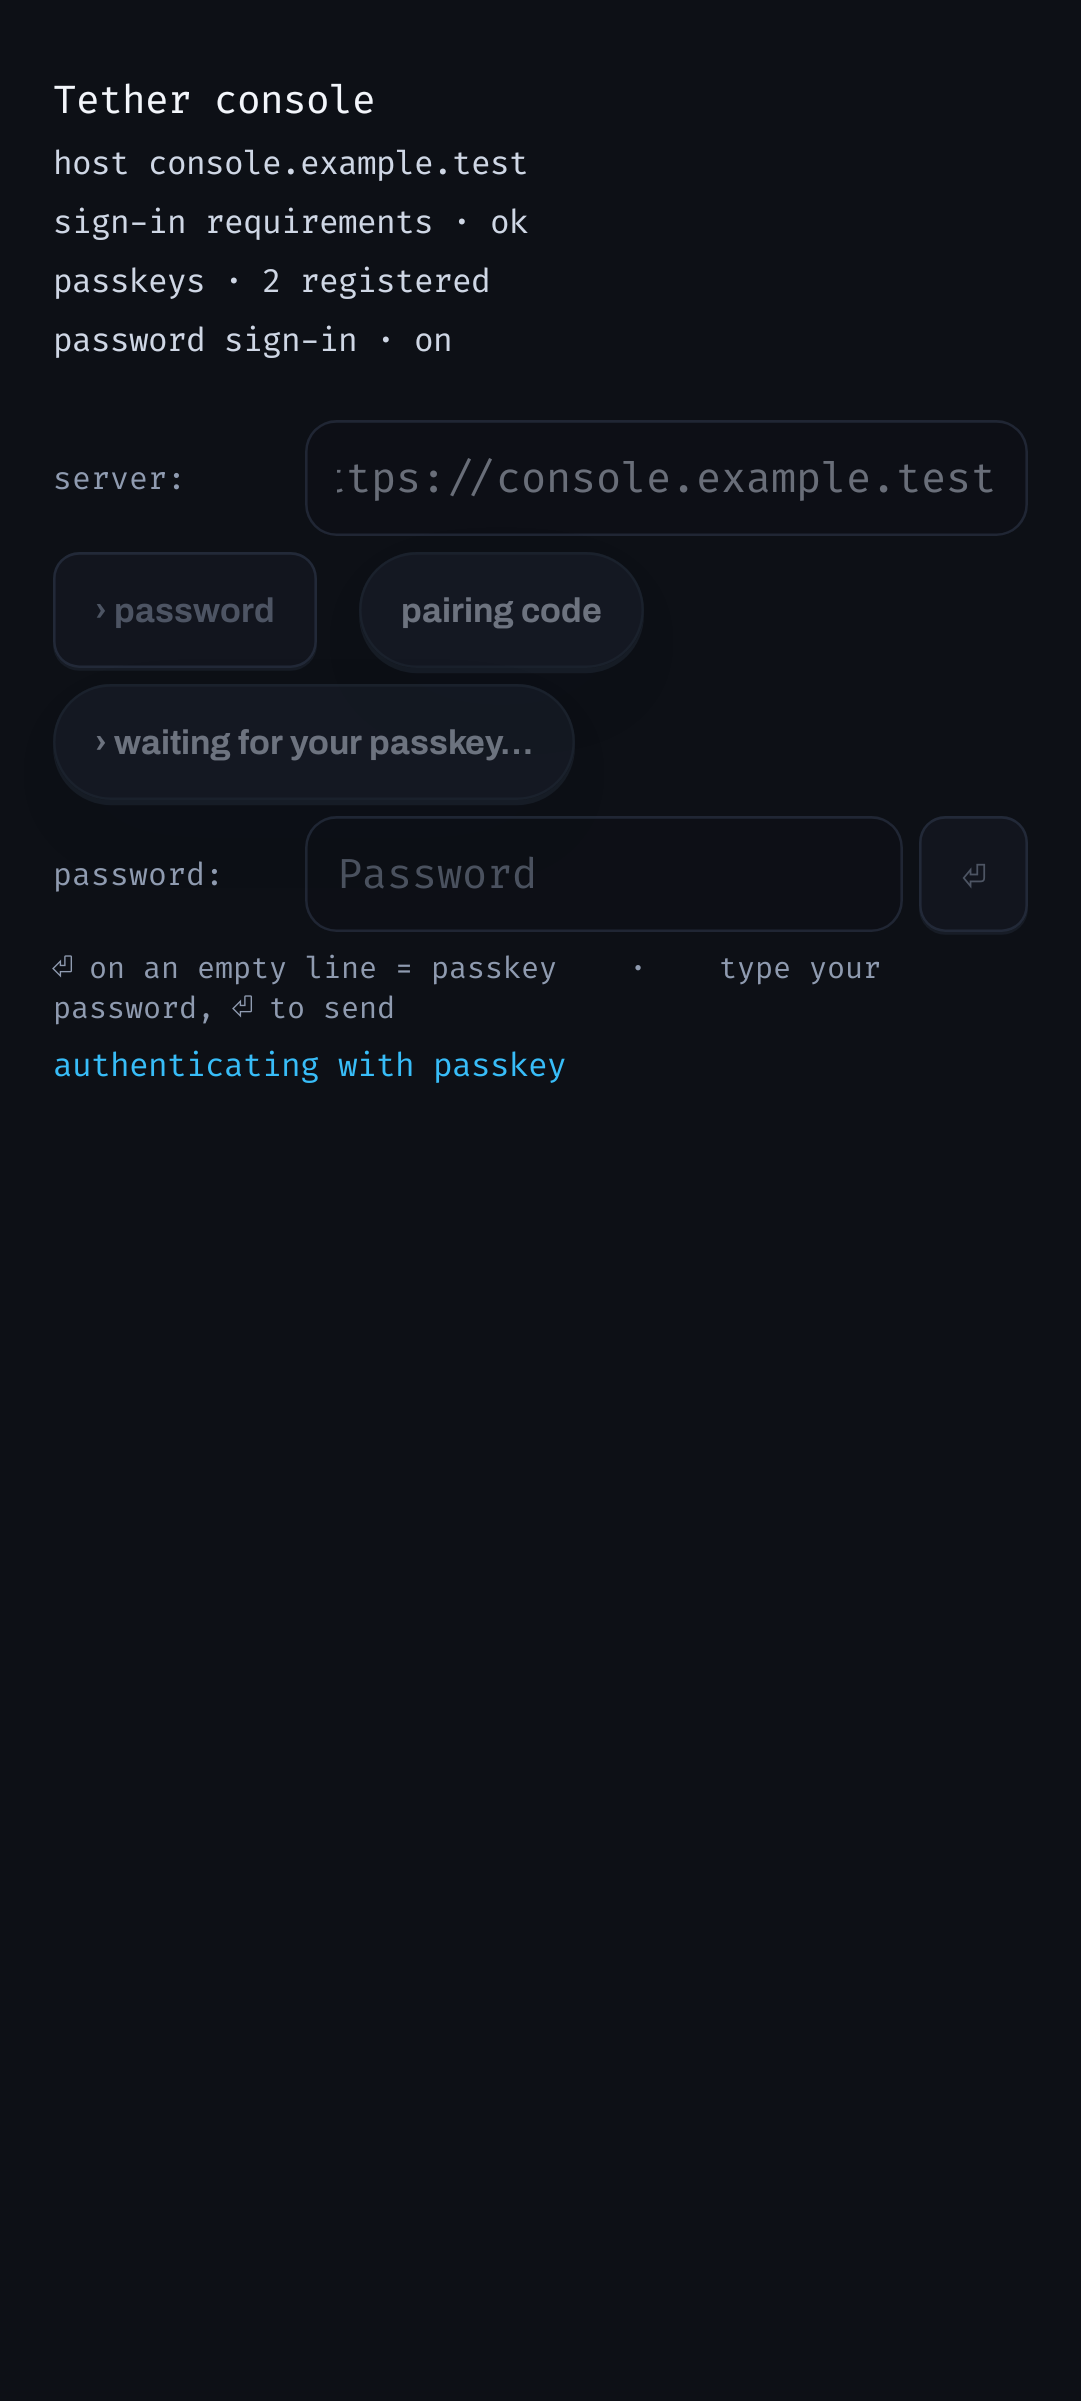 Tether console
host console.example.test
sign-in requirements · ok
passkeys · 2 registered
password sign-in · on
server: ttps://console.example.test
› password pairing code
› waiting for your passkey...
password: Password ⏎
⏎ on an empty line = passkey · type your
password, ⏎ to send
authenticating with passkey